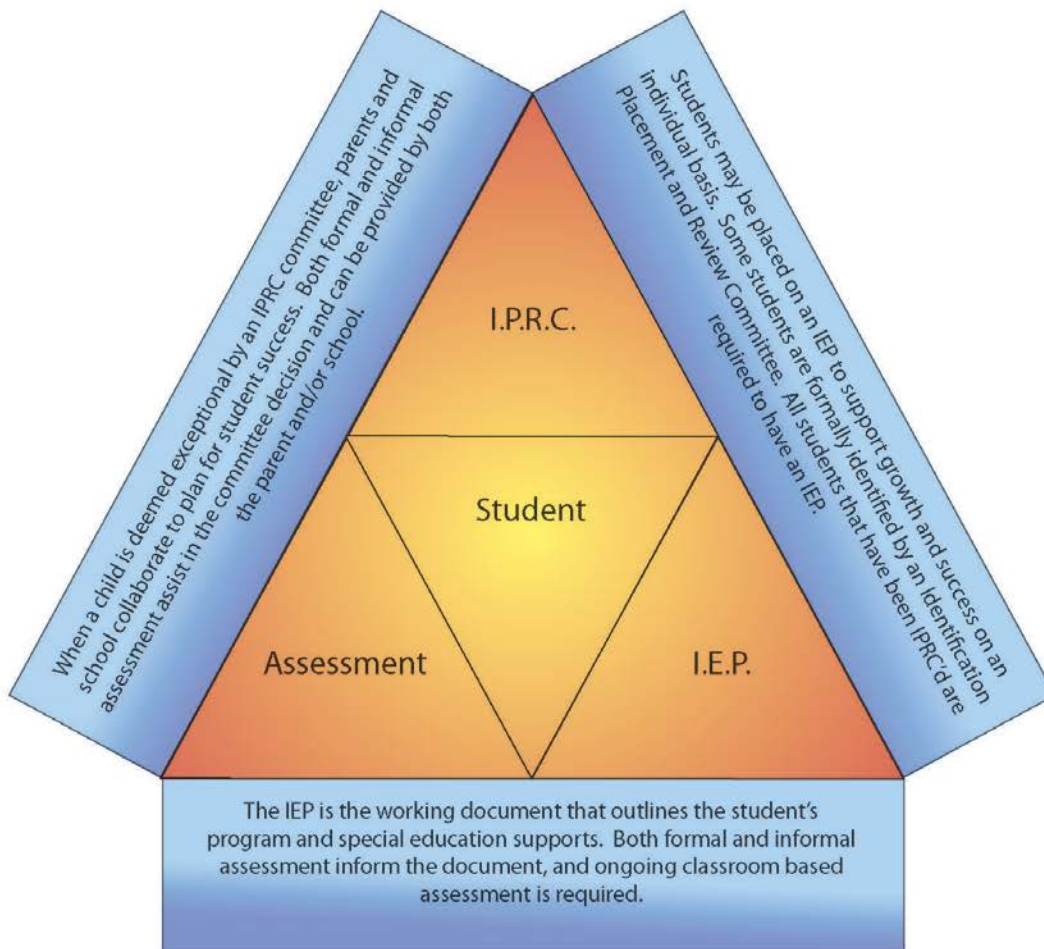 When a child is deemed exceptional by an IPRC committee, parents and
school collaborate to plan for student success. Both formal and informal
assessment assist in the committee decision and can be provided by both
the parent and/or school.
Students may be placed on an IEP to support growth and success on an
individual basis. Some students are formally identified by an Identification
Placement and Review Committee. All students that have been IPRC'd are
required to have an IEP.
I.P.R.C.
Student
Assessment
I.E.P.
The IEP is the working document that outlines the student's
program and special education supports. Both formal and informal
assessment inform the document, and ongoing classroom based
assessment is required.